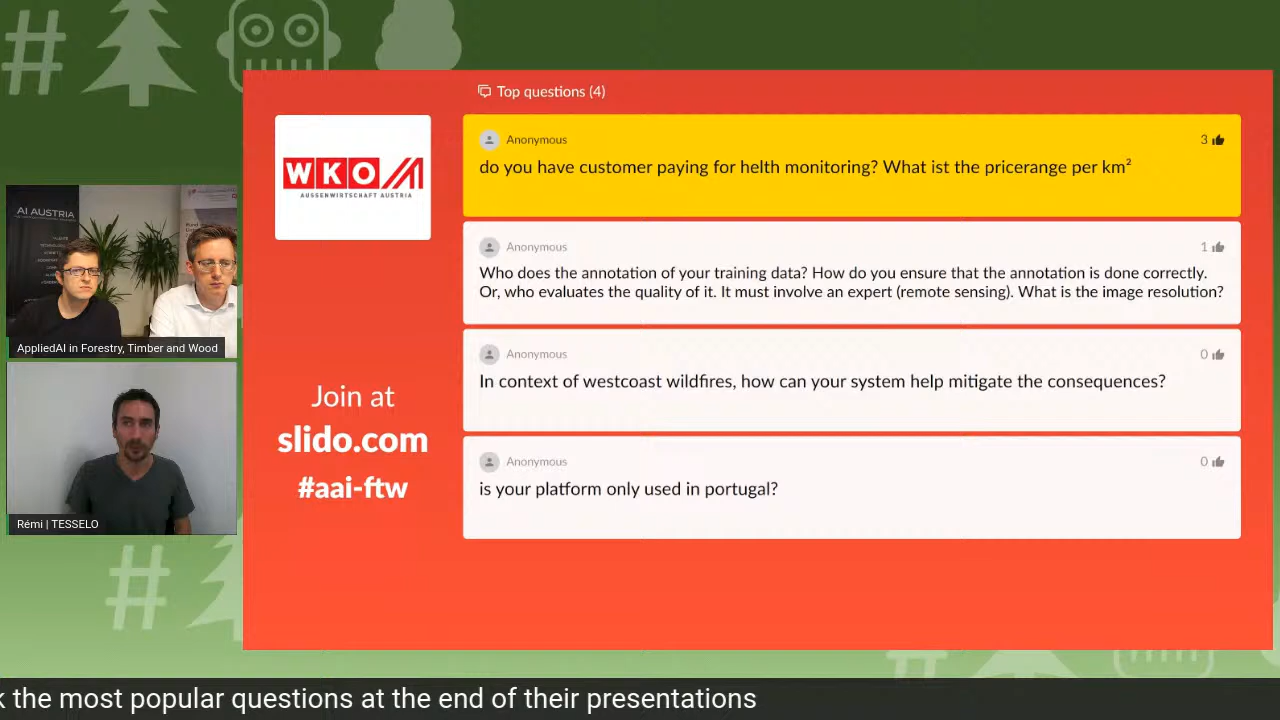 Top questions (4)
WKO
AUSSENWIRTSCHAFT AUSTRIA
Anonymous
3
do you have customer paying for helth monitoring? What ist the pricerange per km²
Anonymous
1
Who does the annotation of your training data? How do you ensure that the annotation is done correctly.
Or, who evaluates the quality of it. It must involve an expert (remote sensing). What is the image resolution?
Anonymous
0
In context of westcoast wildfires, how can your system help mitigate the consequences?
Anonymous
0
is your platform only used in portugal?
Join at
slido.com
#aai-ftw
AI AUSTRIA
AppliedAI in Forestry, Timber and Wood
Rémi | TESSELO
k the most popular questions at the end of their presentations